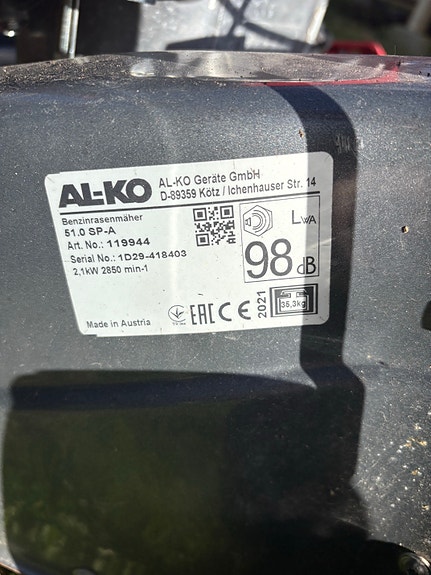 AL-KO
AL-KO Geräte GmbH
D-89359 Kötz / Ichenhauser Str. 14
Benzinrasenmäher
51.0 SP-A
Art. No.: 119944
Serial No.: 1D29-418403
2,1kW 2850 min-1
LWA
98 dB
Made in Austria
EAC CE
2021
35,3kg